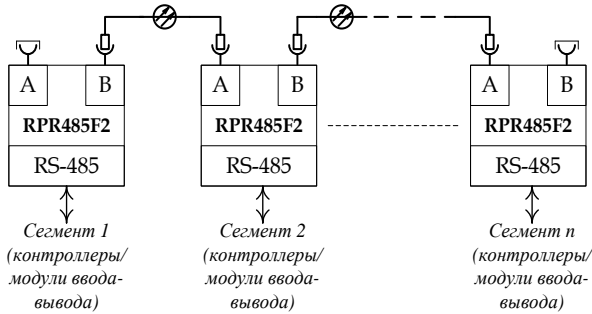 A B A B A B
RPR485F2 RPR485F2 RPR485F2
RS-485 RS-485 RS-485
Сегмент 1
(контроллеры/
модули ввода-
вывода)
Сегмент 2
(контроллеры/
модули ввода-
вывода)
Сегмент n
(контроллеры/
модули ввода-
вывода)